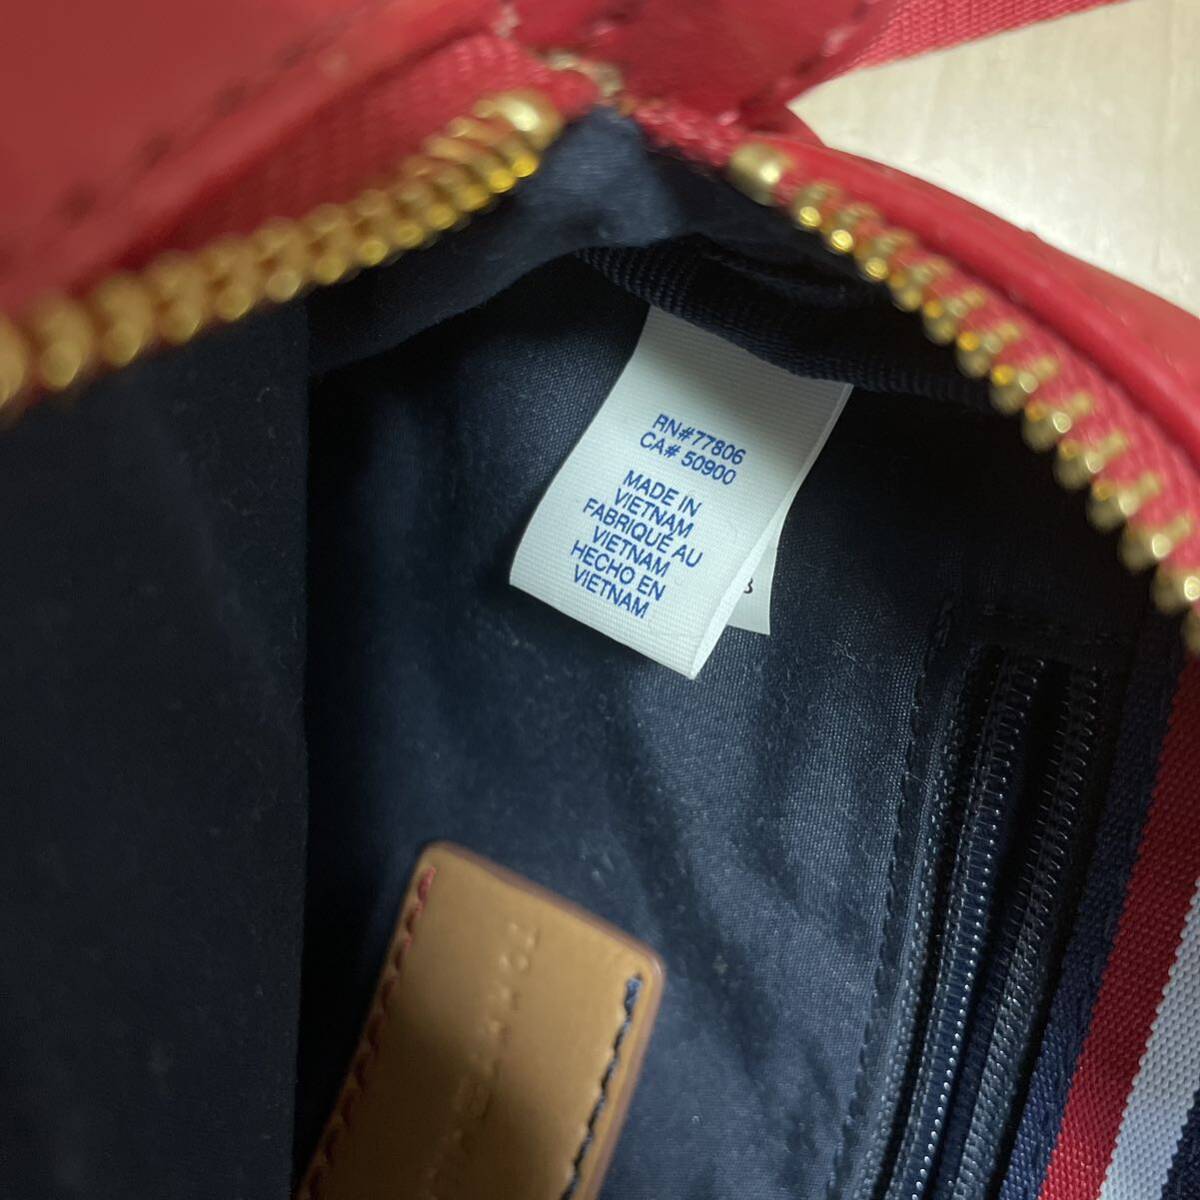 RN#77806
CA# 50900
MADE IN
VIETNAM
FABRIQUÉ AU
VIETNAM
HECHO EN
VIETNAM